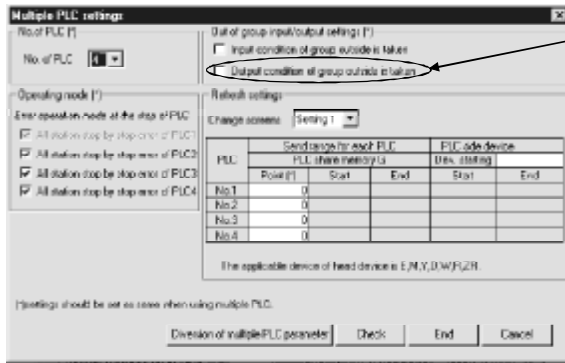 Multiple PLC settings
No.of PLC (*)
No. of PLC 4
Out of group input/output settings (*)
Input condition of group outside is taken
Output condition of group outside is taken
Operating mode (*)
Error operation mode at the stop of PLC
All station stop by stop error of PLC1
All station stop by stop error of PLC2
All station stop by stop error of PLC3
All station stop by stop error of PLC4
Refresh settings
Change screens Setting 1
PLC Send range for each PLC PLC side device
PLC share memory G Dev. starting
Point (*) Start End Start End
No.1 0
No.2 0
No.3 0
No.4 0
The applicable device of head device is B,M,Y,D,W,R,ZR.
(*)settings should be set as same when using multiple PLC.
Diversion of multiple PLC parameter Check End Cancel